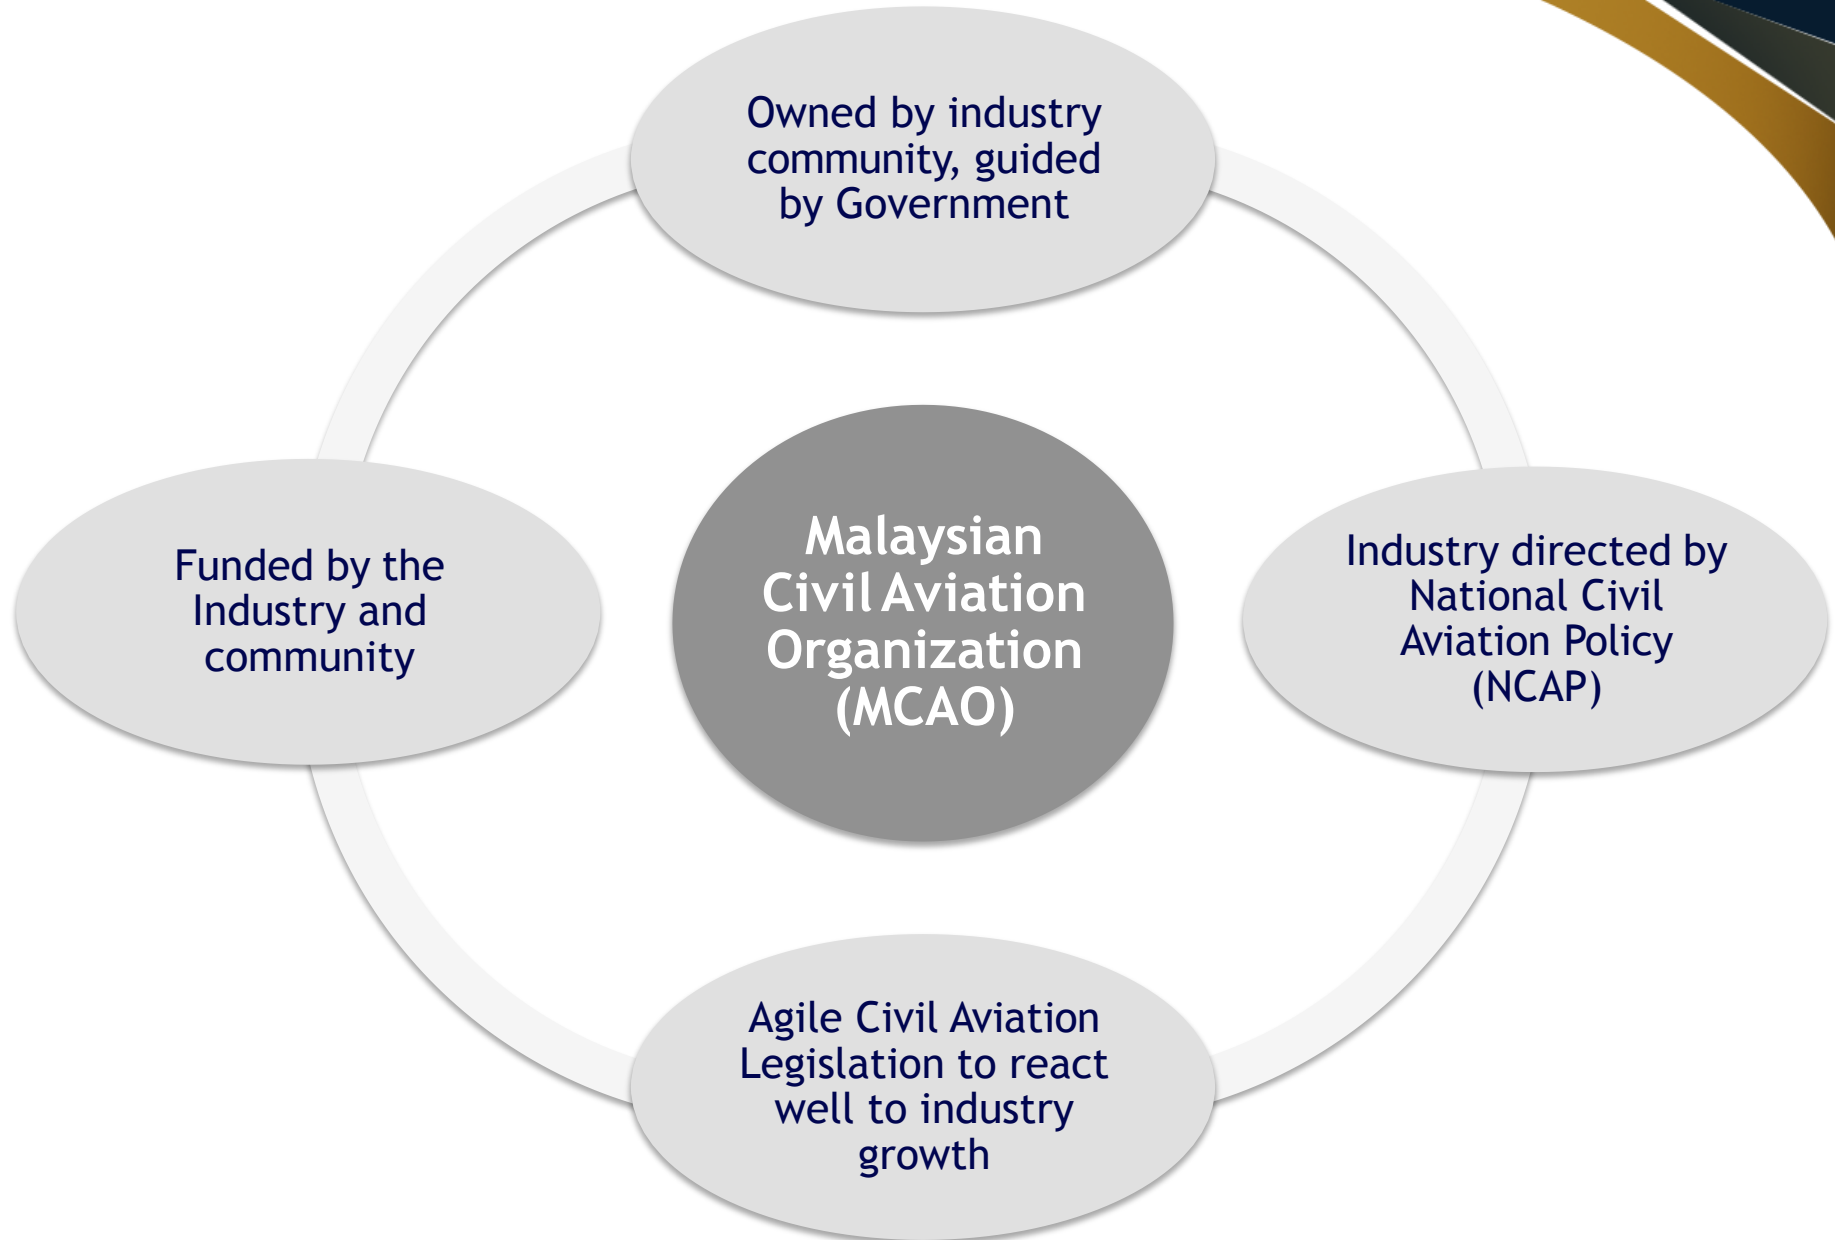 Owned by industry
community, guided
by Government
Funded by the
Industry and
community
Malaysian
Civil Aviation
Organization
(MCAO)
Industry directed by
National Civil
Aviation Policy
(NCAP)
Agile Civil Aviation
Legislation to react
well to industry
growth